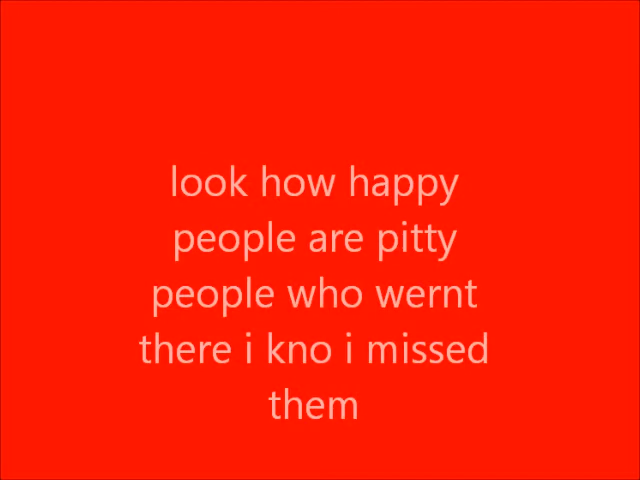 look how happy
people are pitty
people who wernt
there i kno i missed
them